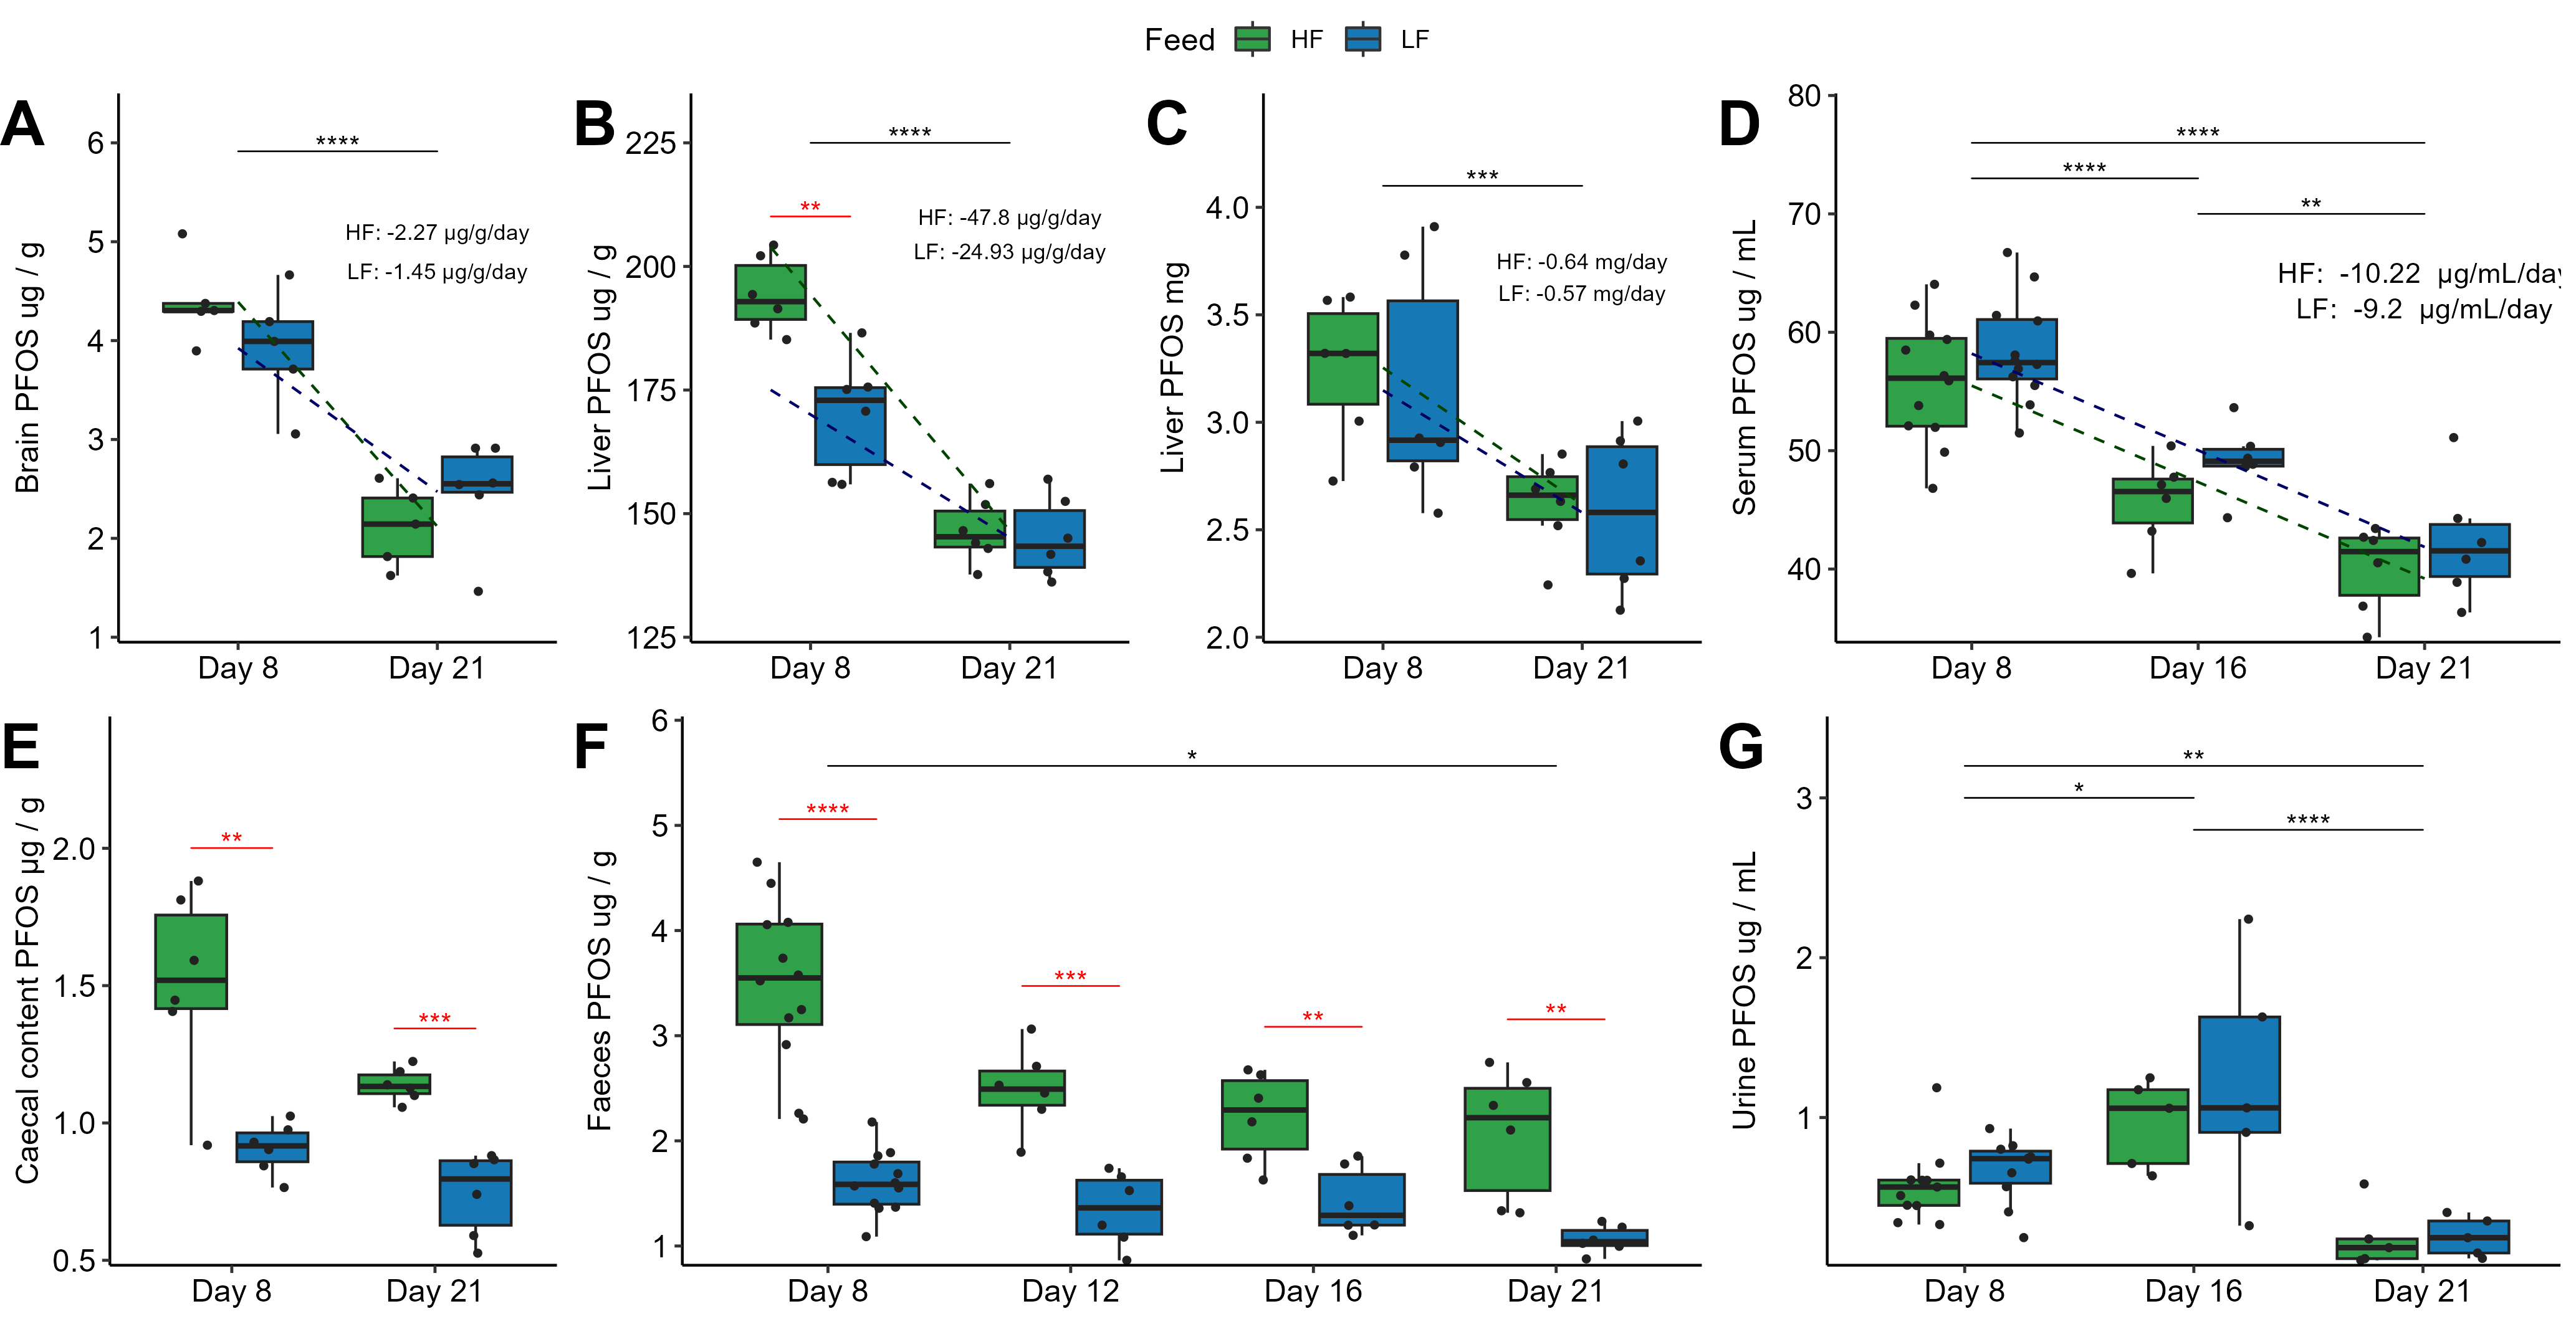 Feed HF LF
A
Brain PFOS ug / g
6
5
4
3
2
1
****
HF: -2.27 µg/g/day
LF: -1.45 µg/g/day
Day 8 Day 21
B
Liver PFOS ug / g
225
200
175
150
125
****
**
HF: -47.8 µg/g/day
LF: -24.93 µg/g/day
Day 8 Day 21
C
Liver PFOS mg
4.0
3.5
3.0
2.5
2.0
***
HF: -0.64 mg/day
LF: -0.57 mg/day
Day 8 Day 21
D
Serum PFOS ug / mL
80
70
60
50
40
****
****
**
HF: -10.22 µg/mL/day
LF: -9.2 µg/mL/day
Day 8 Day 16 Day 21
E
Caecal content PFOS µg / g
2.0
1.5
1.0
0.5
**
***
Day 8 Day 21
F
Faeces PFOS ug / g
6
5
4
3
2
1
*
****
***
**
**
Day 8 Day 12 Day 16 Day 21
G
Urine PFOS ug / mL
3
2
1
**
*
****
Day 8 Day 16 Day 21